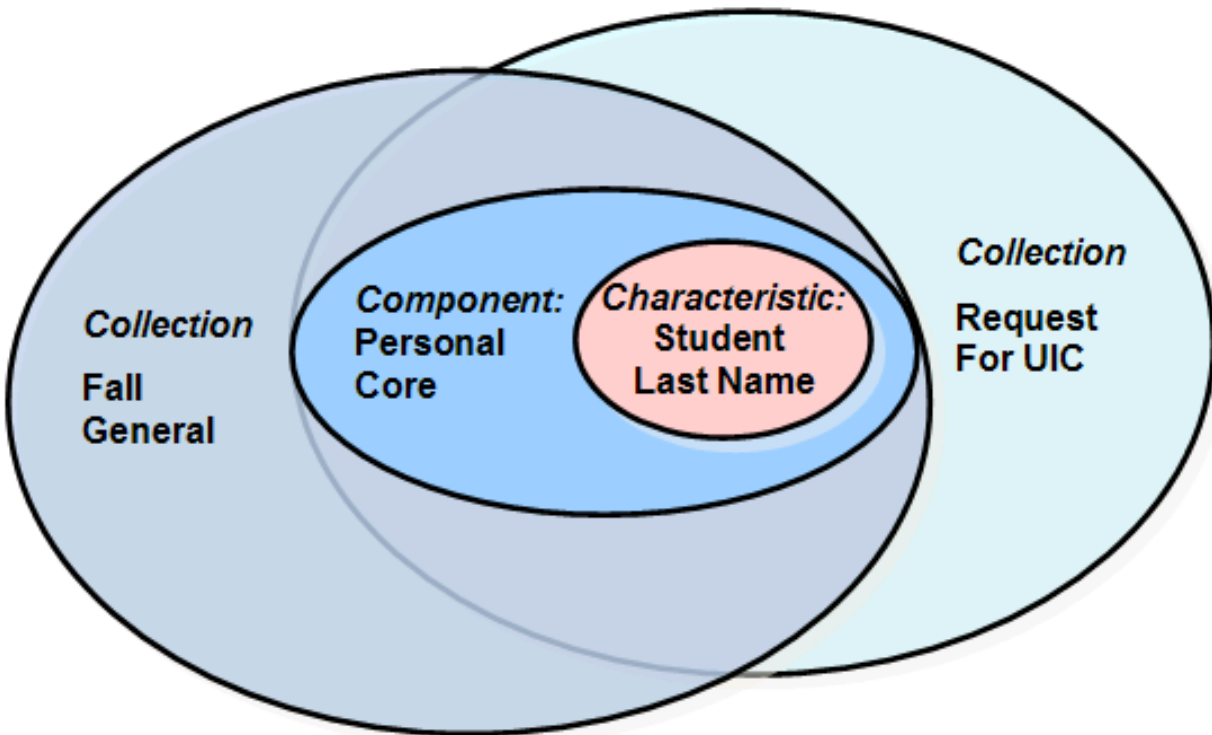 Collection
Fall
General
Component:
Personal
Core
Characteristic:
Student
Last Name
Collection
Request
For UIC